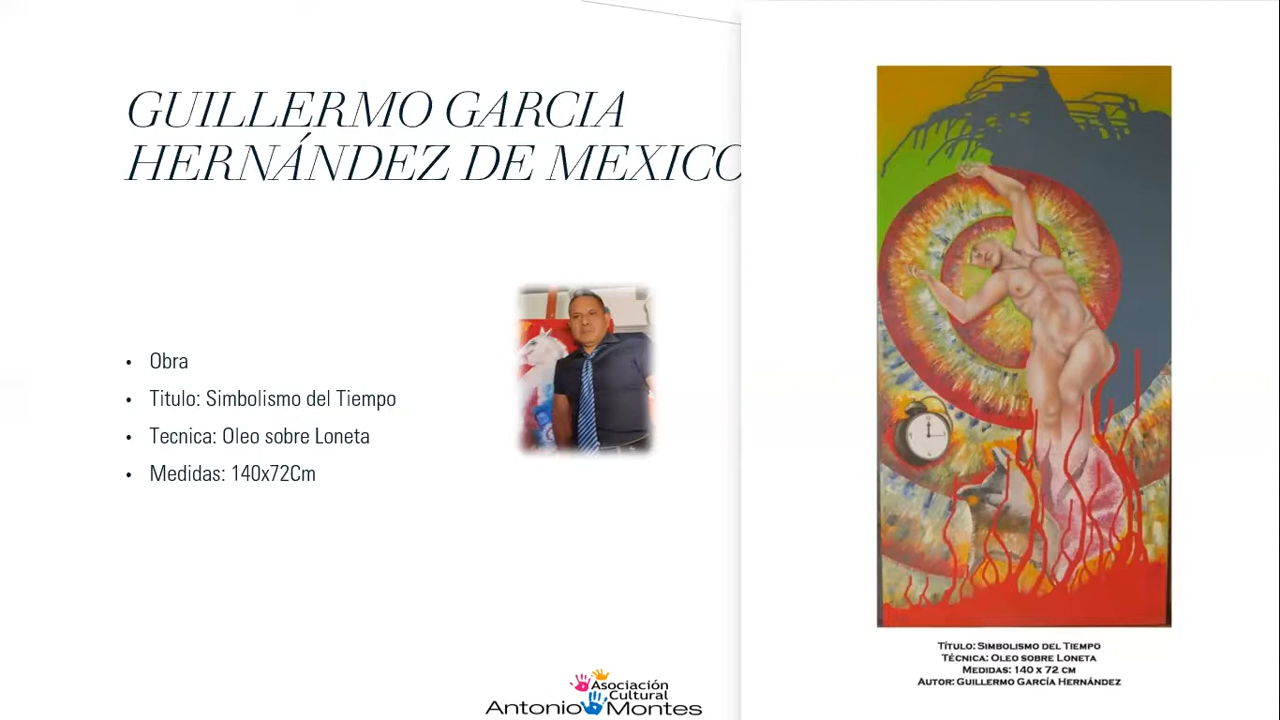 GUILLERMO GARCIA
HERNÁNDEZ DE MEXICO
• Obra
• Titulo: Simbolismo del Tiempo
• Tecnica: Oleo sobre Loneta
• Medidas: 140x72Cm
Asociación
Cultural
Antonio Montes
TÍTULO: SIMBOLISMO DEL TIEMPO
TÉCNICA: OLEO SOBRE LONETA
MEDIDAS: 140 X 72 CM
AUTOR: GUILLERMO GARCÍA HERNÁNDEZ